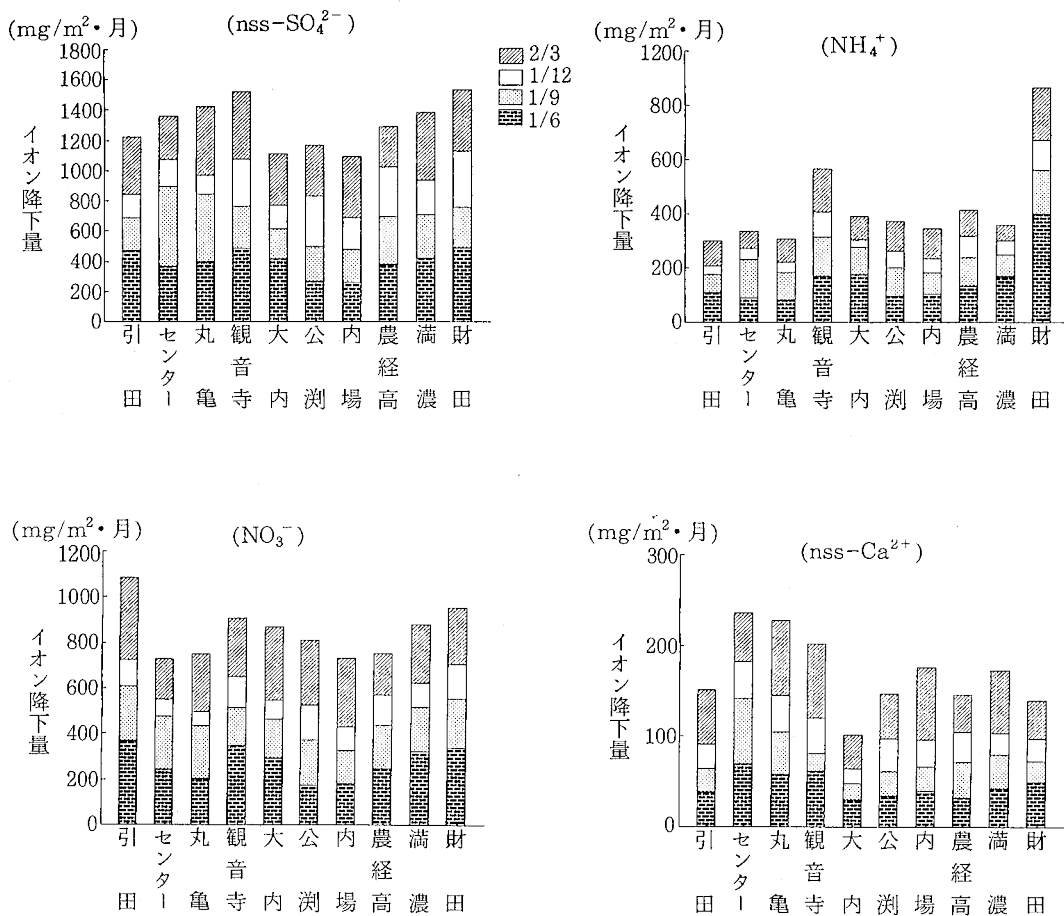 (mg/m²・月)
(nss-SO₄²⁻)
1800
1600
1400
1200
1000
800
600
400
200
0
イオン降下量
引田
センター
丸亀
観音寺
大内
公渕
内場
農経高
満濃
財田
2/3
1/12
1/9
1/6
(mg/m²・月)
(NH₄⁺)
1200
800
600
400
200
0
イオン降下量
引田
センター
丸亀
観音寺
大内
公渕
内場
農経高
満濃
財田
(mg/m²・月)
(NO₃⁻)
1200
1000
800
600
400
200
0
イオン降下量
引田
センター
丸亀
観音寺
大内
公渕
内場
農経高
満濃
財田
(mg/m²・月)
(nss-Ca²⁺)
300
200
100
0
イオン降下量
引田
センター
丸亀
観音寺
大内
公渕
内場
農経高
満濃
財田